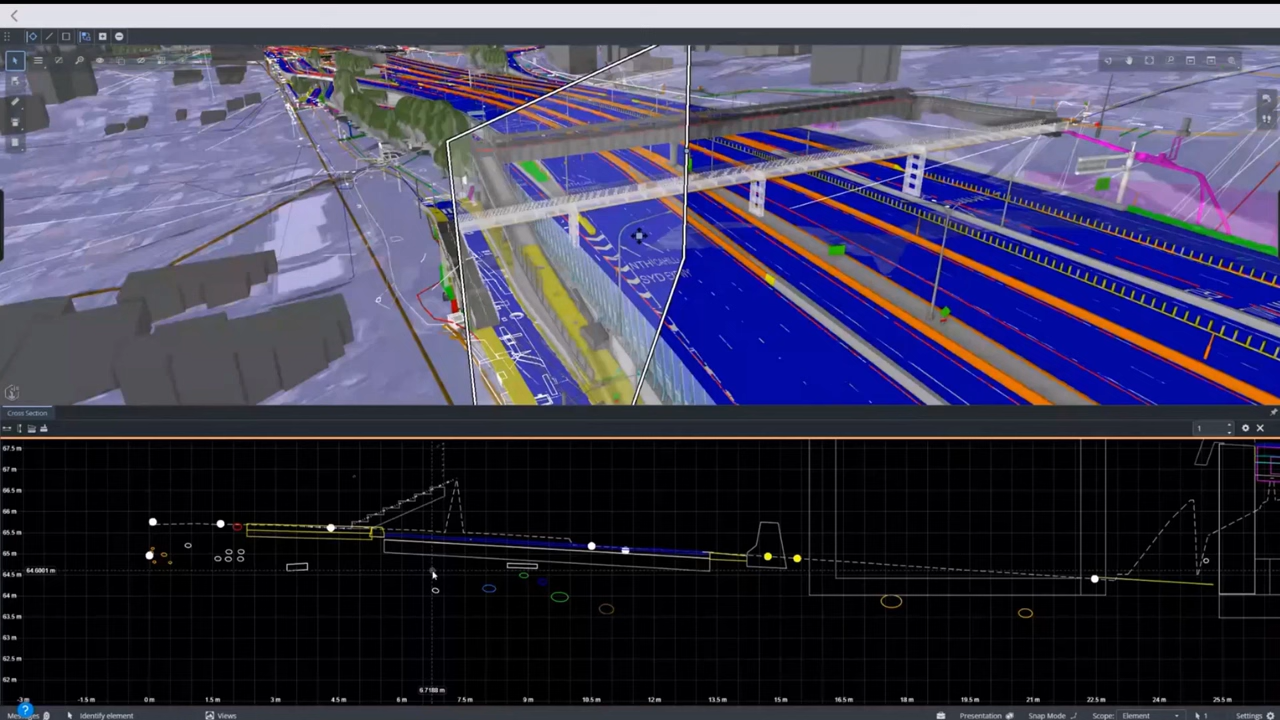 Cross Section
1
67.5 m
67 m
66.5 m
66 m
65.5 m
65 m
64.5 m
64.6001 m
64 m
63.5 m
63 m
62.5 m
62 m
6.7188 m
-3 m
-1.5 m
0 m
1.5 m
3 m
4.5 m
7.5 m
9 m
10.5 m
12 m
13.5 m
15 m
16.5 m
18 m
19.5 m
21 m
22.5 m
24 m
25.5 m
?
Messages
Identify element
Views
Presentation
Snap Mode
Scope:
Element
1
Settings